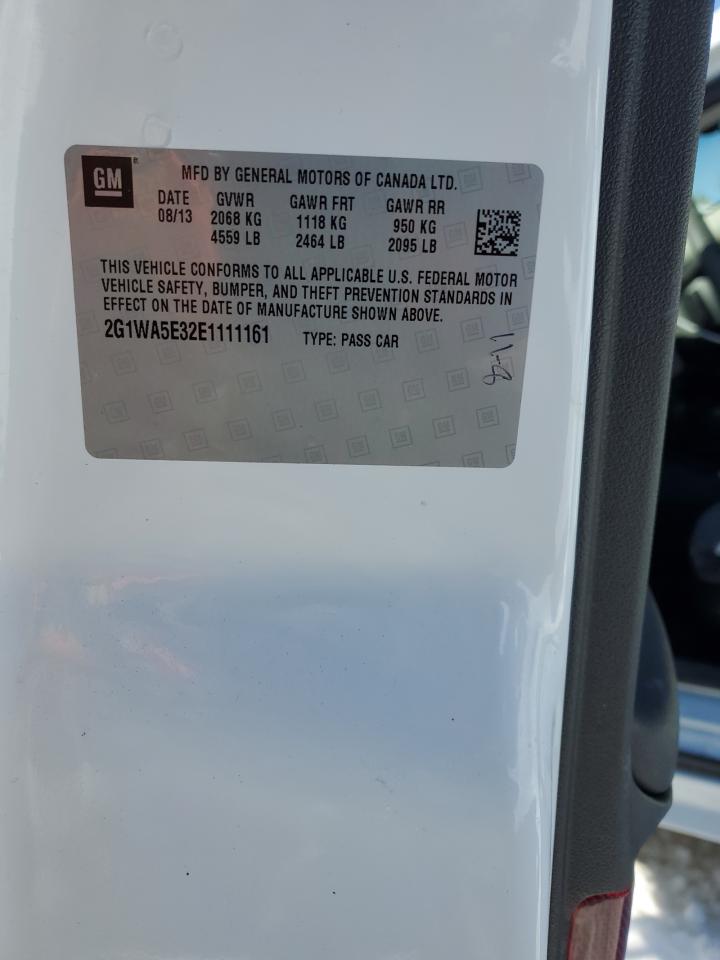 GM
MFD BY GENERAL MOTORS OF CANADA LTD.
DATE GVWR GAWR FRT GAWR RR
08/13 2068 KG 1118 KG 950 KG
4559 LB 2464 LB 2095 LB
THIS VEHICLE CONFORMS TO ALL APPLICABLE U.S. FEDERAL MOTOR
VEHICLE SAFETY, BUMPER, AND THEFT PREVENTION STANDARDS IN
EFFECT ON THE DATE OF MANUFACTURE SHOWN ABOVE.
2G1WA5E32E1111161 TYPE: PASS CAR